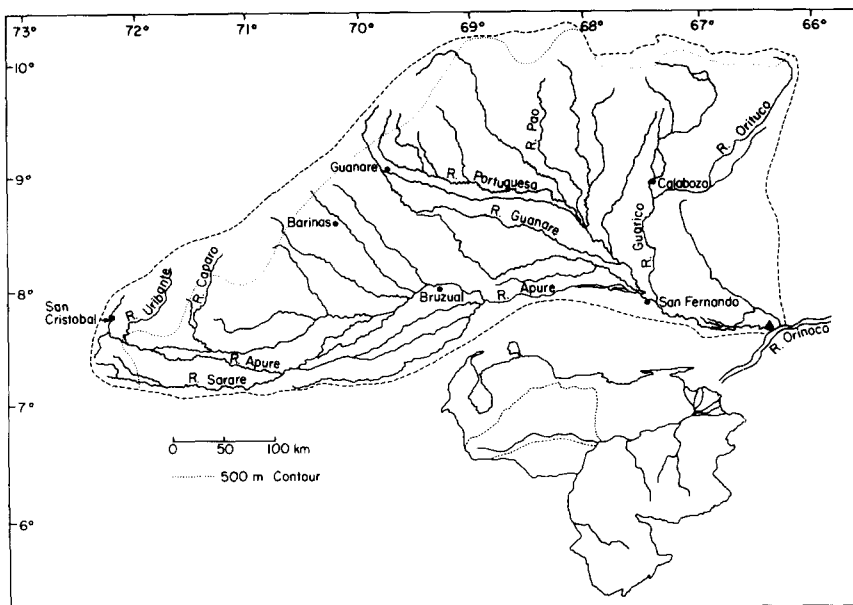 73° 72° 71° 70° 69° 68° 67° 66°
10°
9°
8°
7°
6°
R. Pao
R. Orituco
Guanare
R. Portuguesa
Calabozo
R. Guanare
R. Guarico
Barinas
R. Uribante
R. Caparo
San
Cristobal
Bruzual
R. Apure
San Fernando
R. Apure
R. Sarare
R. Orinoco
0 50 100 km
500 m Contour